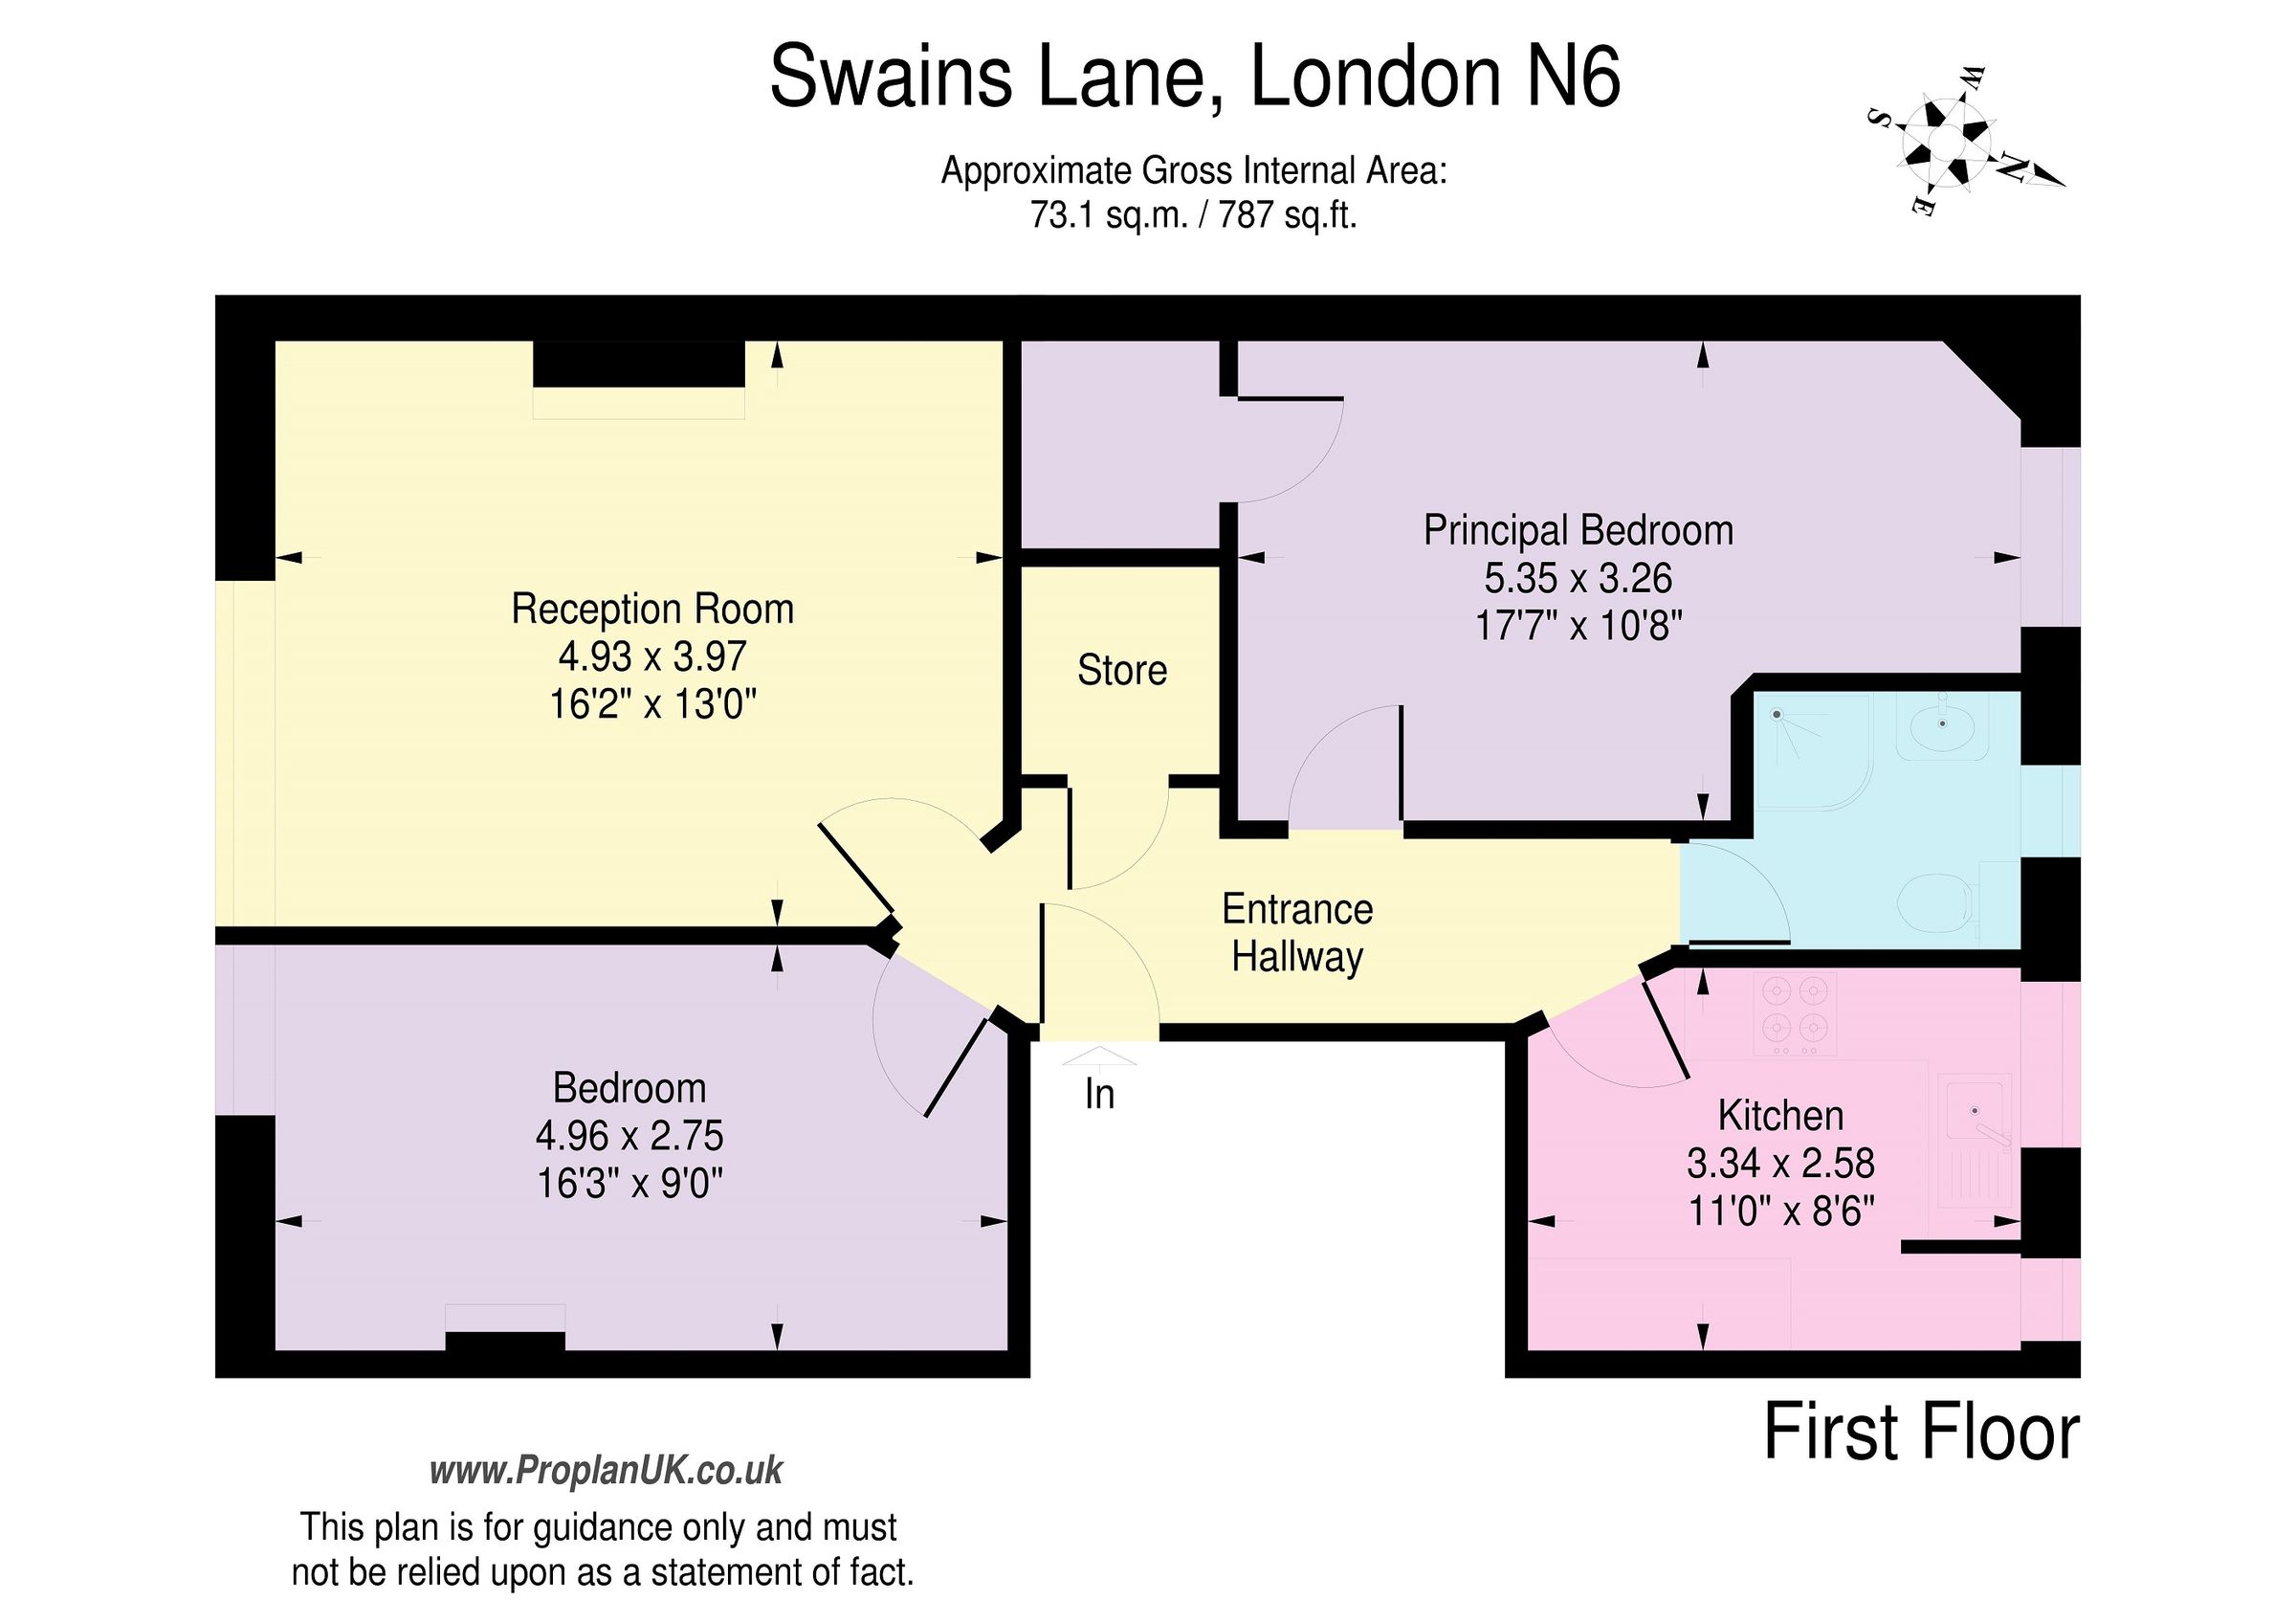 Swains Lane, London N6
Approximate Gross Internal Area:
73.1 sq.m. / 787 sq.ft.
W
S
N
E
Principal Bedroom
5.35 x 3.26
17'7" x 10'8"
Reception Room
4.93 x 3.97
16'2" x 13'0"
Store
Entrance
Hallway
Bedroom
4.96 x 2.75
16'3" x 9'0"
In
Kitchen
3.34 x 2.58
11'0" x 8'6"
First Floor
www.ProplanUK.co.uk
This plan is for guidance only and must
not be relied upon as a statement of fact.